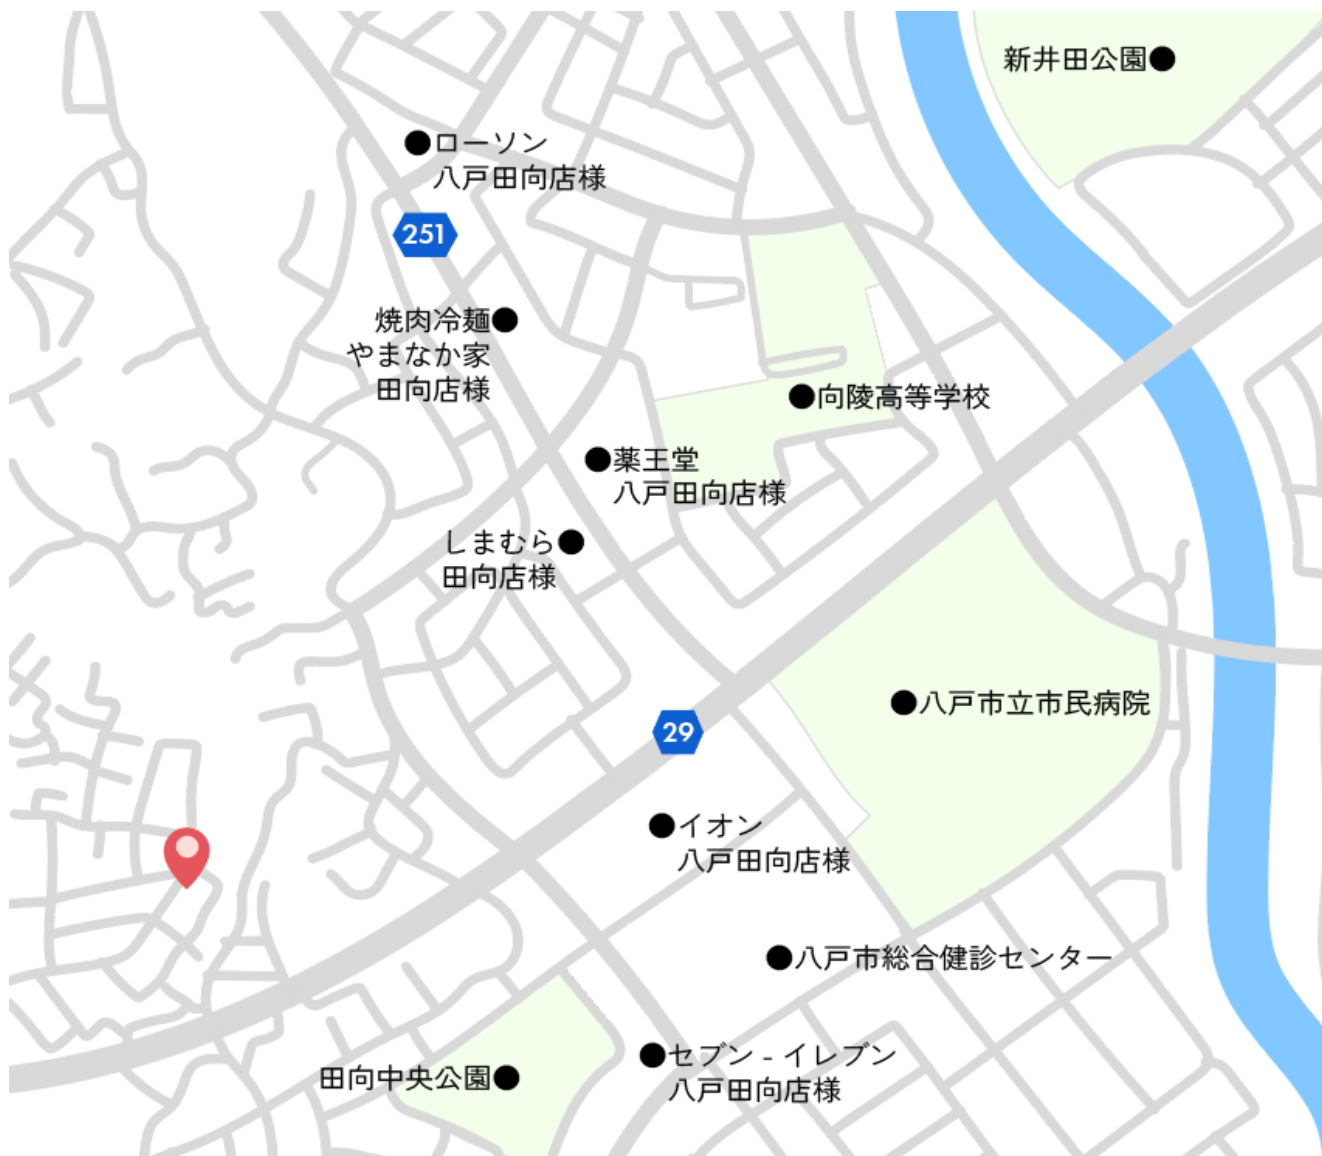 新井田公園
ローソン
八戸田向店様
251
焼肉冷麺
やまなか家
田向店様
向陵高等学校
薬王堂
八戸田向店様
しまむら
田向店様
八戸市立市民病院
29
イオン
八戸田向店様
八戸市総合健診センター
セブン - イレブン
八戸田向店様
田向中央公園